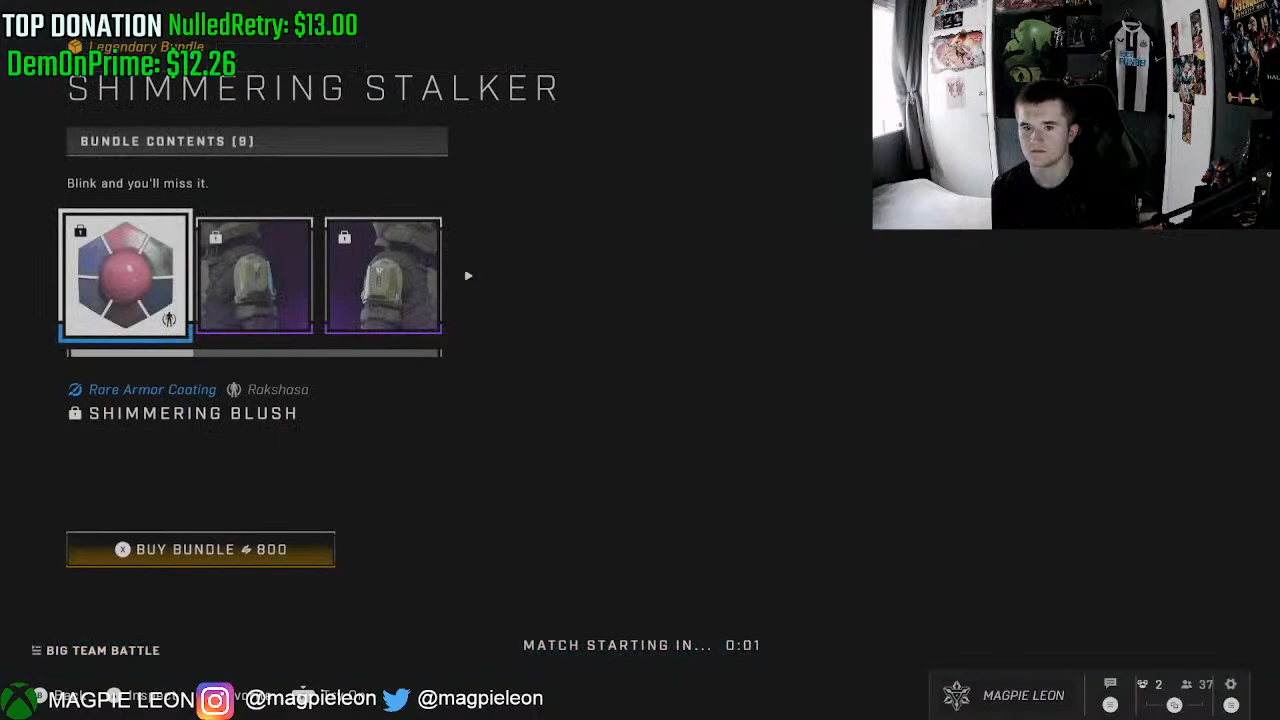 TOP DONATION NulledRetry: $13.00
Legendary Bundle
DemOnPrime: $12.26
SHIMMERING STALKER
BUNDLE CONTENTS (9)
Blink and you'll miss it.
Rare Armor Coating Rakshasa
SHIMMERING BLUSH
BUY BUNDLE 800
MATCH STARTING IN... 0:01
BIG TEAM BATTLE
MAGPIE LEON @magpieleon @magpieleon
MAGPIE LEON
2 37